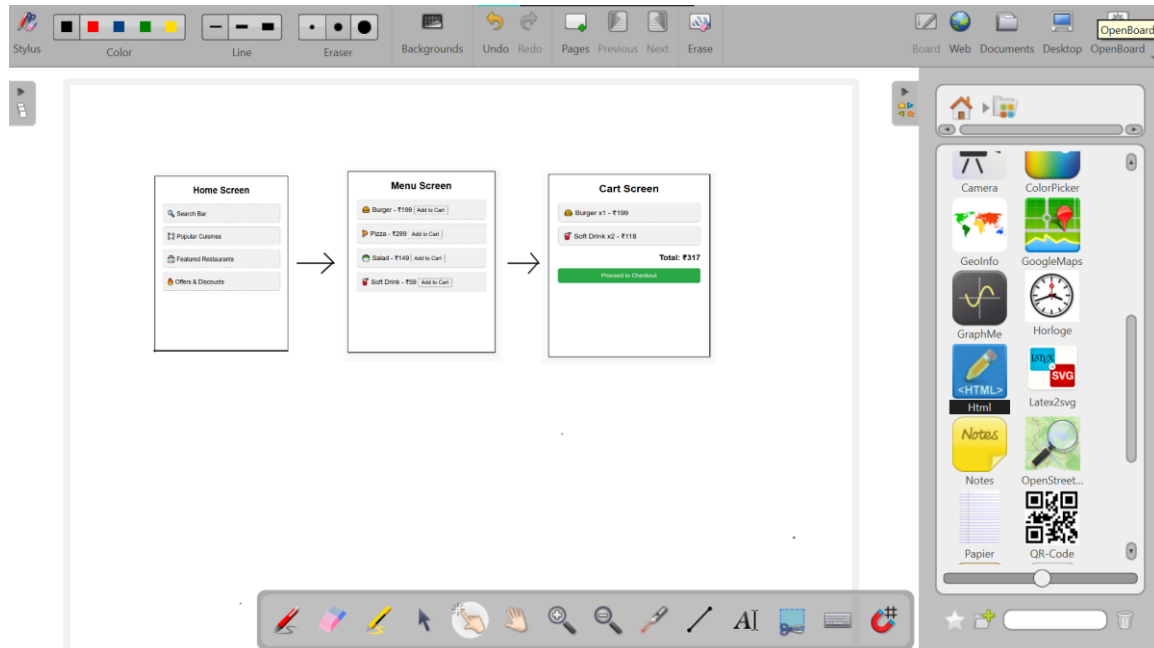 Stylus
Color
Line
Eraser
Backgrounds
Undo
Redo
Pages
Previous
Next
Erase
Board
Web
Documents
Desktop
OpenBoard
OpenBoard
Home Screen
Search Bar
Popular Cuisines
Featured Restaurants
Offers & Discounts
Menu Screen
Burger - ₹199 Add to Cart
Pizza - ₹299 Add to Cart
Salad - ₹149 Add to Cart
Soft Drink - ₹59 Add to Cart
Cart Screen
Burger x1 - ₹199
Soft Drink x2 - ₹118
Total: ₹317
Proceed to Checkout
Camera
ColorPicker
GeoInfo
GoogleMaps
GraphMe
Horloge
<HTML>
Html
LATEX
SVG
Latex2svg
Notes
Notes
OpenStreet...
Papier
QR-Code
AI